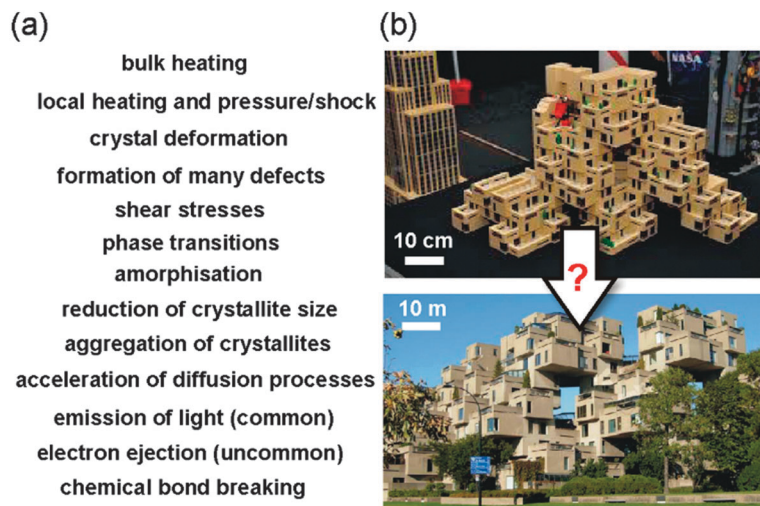 (a)
bulk heating
local heating and pressure/shock
crystal deformation
formation of many defects
shear stresses
phase transitions
amorphisation
reduction of crystallite size
aggregation of crystallites
acceleration of diffusion processes
emission of light (common)
electron ejection (uncommon)
chemical bond breaking
(b)
NASA
10 cm
?
10 m